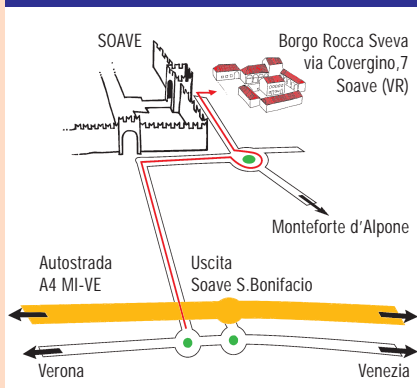 SOAVE
Borgo Rocca Sveva
via Covergino,7
Soave (VR)
Monteforte d'Alpone
Autostrada
A4 MI-VE
Uscita
Soave S.Bonifacio
Verona
Venezia